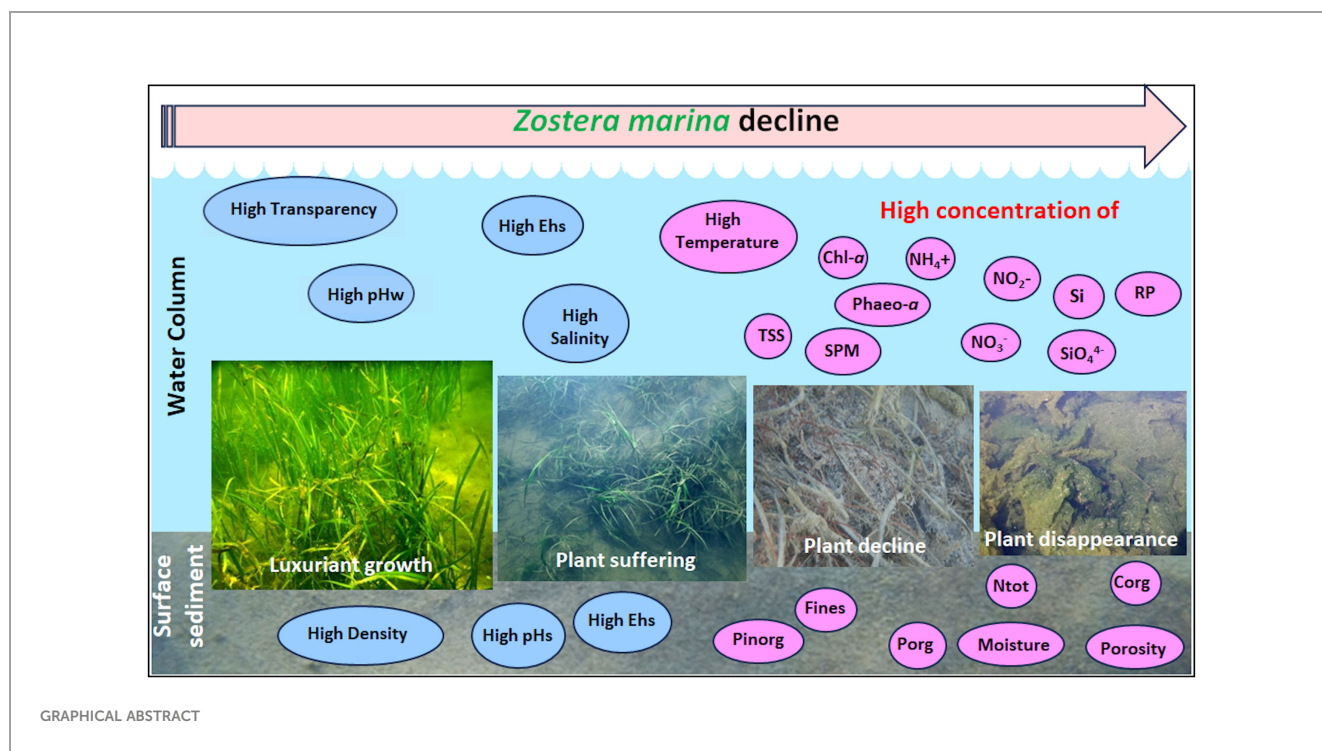 Zostera marina decline
High Transparency
High Ehs
High
Temperature
High concentration of
Chl-a
NH₄+
NO₂-
Si
RP
High pHw
Phaeo-a
High
Salinity
TSS
SPM
NO₃⁻
SiO₄⁴⁻
Water Column
Luxuriant growth
Plant suffering
Plant decline
Plant disappearance
Surface
sediment
High Density
High pHs
High Ehs
Pinorg
Fines
Porg
Ntot
Moisture
Corg
Porosity
GRAPHICAL ABSTRACT